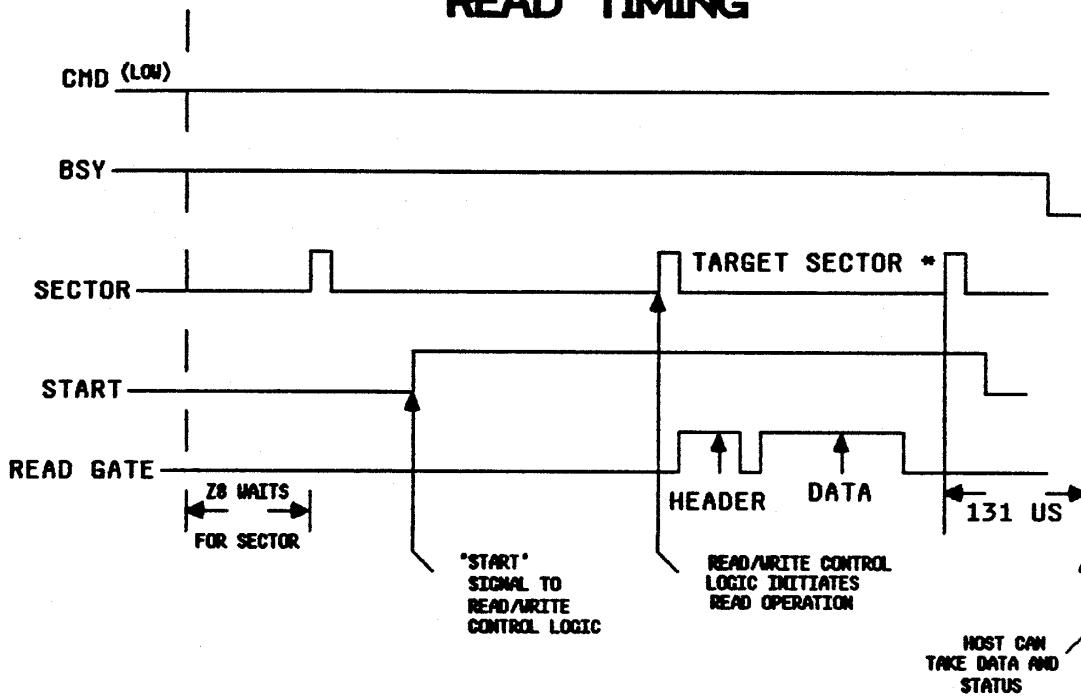 READ TIMING
CMD (LOW)
BSY
SECTOR
TARGET SECTOR *
START
READ GATE
Z8 WAITS
FOR SECTOR
HEADER
DATA
131 US
"START"
SIGNAL TO
READ/WRITE
CONTROL LOGIC
READ/WRITE CONTROL
LOGIC INITIATES
READ OPERATION
HOST CAN
TAKE DATA AND
STATUS